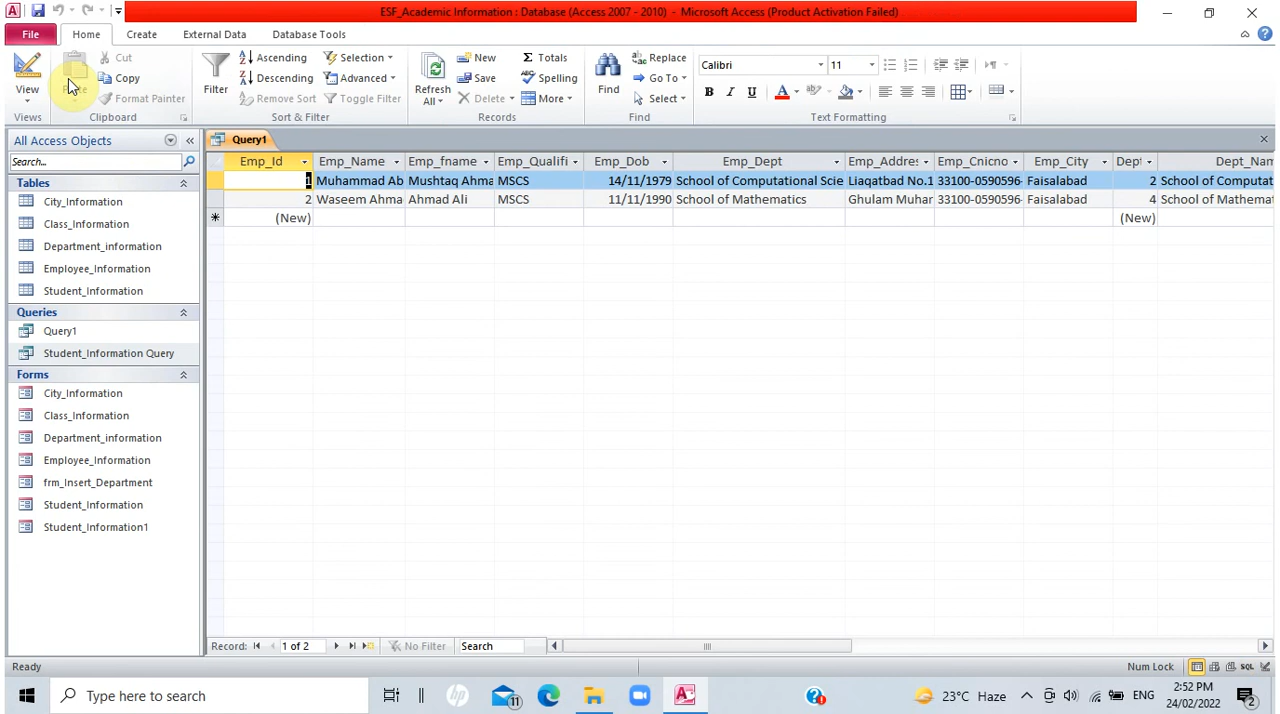 ESF_Academic Information : Database (Access 2007 - 2010) - Microsoft Access (Product Activation Failed)
File Home Create External Data Database Tools
View Paste Cut Copy Format Painter
Filter Ascending Descending Remove Sort Selection Advanced Toggle Filter
Refresh All New Save Delete Totals Spelling More
Find Replace Go To Select
Calibri 11
B I U A ab
Views Clipboard Sort & Filter Records Find Text Formatting
All Access Objects
Search...
Tables
City_Information
Class_Information
Department_information
Employee_Information
Student_Information
Queries
Query1
Student_Information Query
Forms
City_Information
Class_Information
Department_information
Employee_Information
frm_Insert_Department
Student_Information
Student_Information1
Query1
Emp_Id Emp_Name Emp_fname Emp_Qualifi Emp_Dob Emp_Dept Emp_Addres Emp_Cnicno Emp_City Dept Dept_Nam
1 Muhammad Ab Mushtaq Ahma MSCS 14/11/1979 School of Computational Scie Liaqatbad No.1 33100-0590596- Faisalabad 2 School of Computat
2 Waseem Ahma Ahmad Ali MSCS 11/11/1990 School of Mathematics Ghulam Muhar 33100-0590596- Faisalabad 4 School of Mathema
(New) (New)
Record: 1 of 2 No Filter Search
Ready Num Lock SQL
Type here to search
hp 11 23°C Haze ENG
2:52 PM
24/02/2022
2